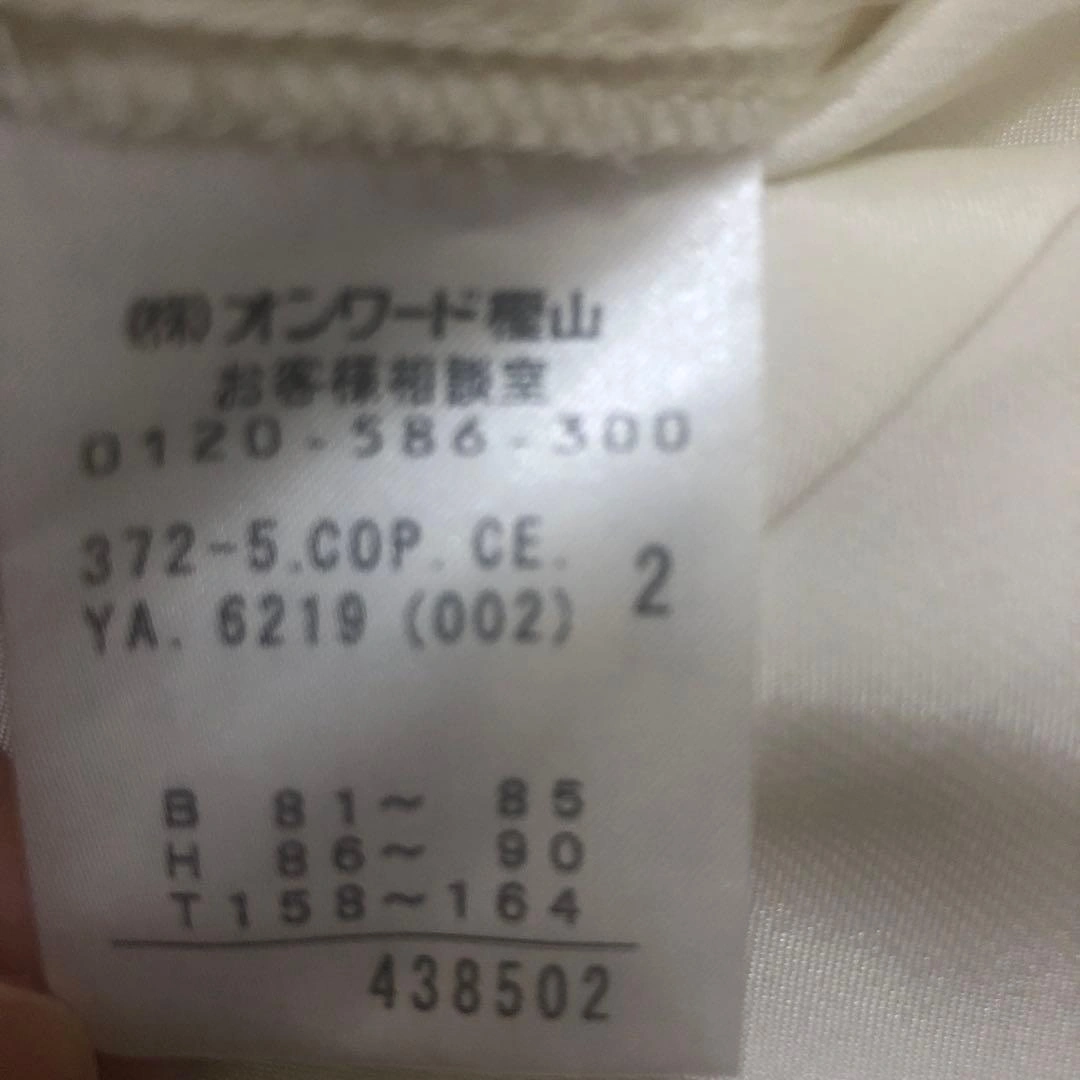 (株)オンワード樫山
お客様相談室
0120-586-300
372-5.COP.CE. 2
YA. 6219 (002)
B 81~ 85
H 86~ 90
T158~164
438502